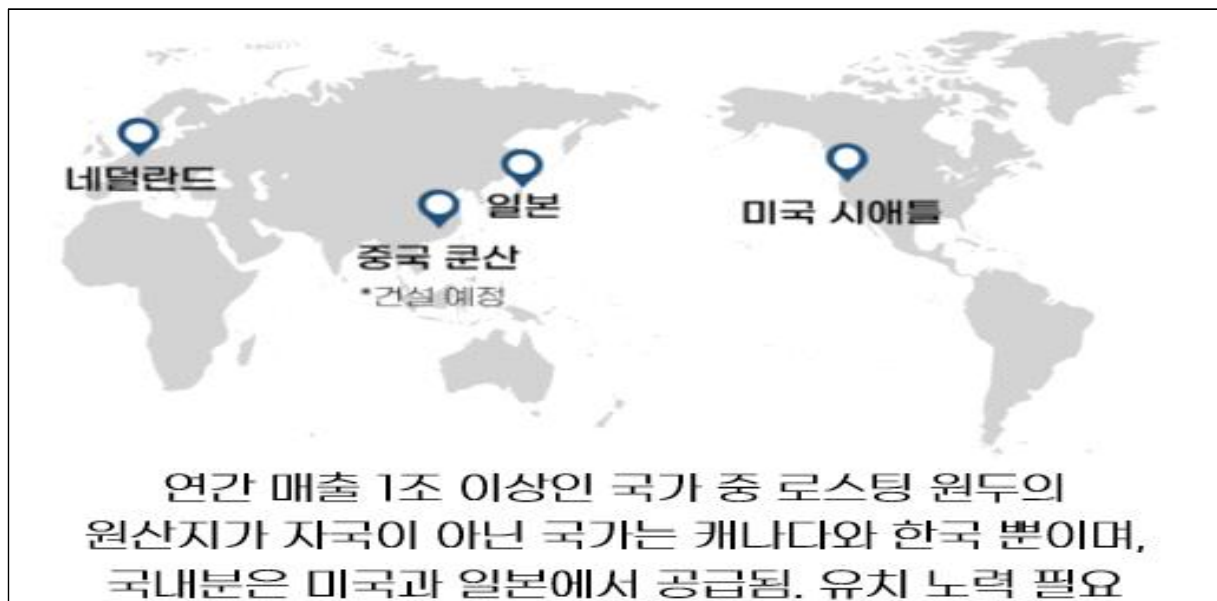 네덜란드
일본
중국 쿤산
*건설 예정
미국 시애틀
연간 매출 1조 이상인 국가 중 로스팅 원두의
원산지가 자국이 아닌 국가는 캐나다와 한국 뿐이며,
국내분은 미국과 일본에서 공급됨. 유치 노력 필요